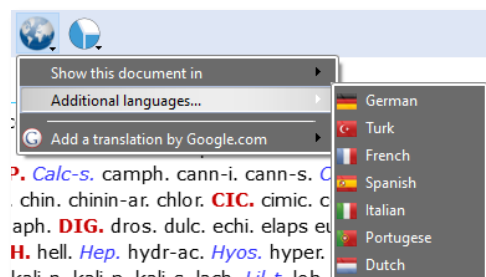 Show this document in
Additional languages...
German
Turk
Add a translation by Google.com
French
P. Calc-s. camph. cann-i. cann-s.
Spanish
chin. chinin-ar. chlor. CIC. cimic.
Italian
aph. DIG. dros. dulc. echi. elaps
Portugese
H. hell. Hep. hydr-ac. Hyos. hyper.
Dutch